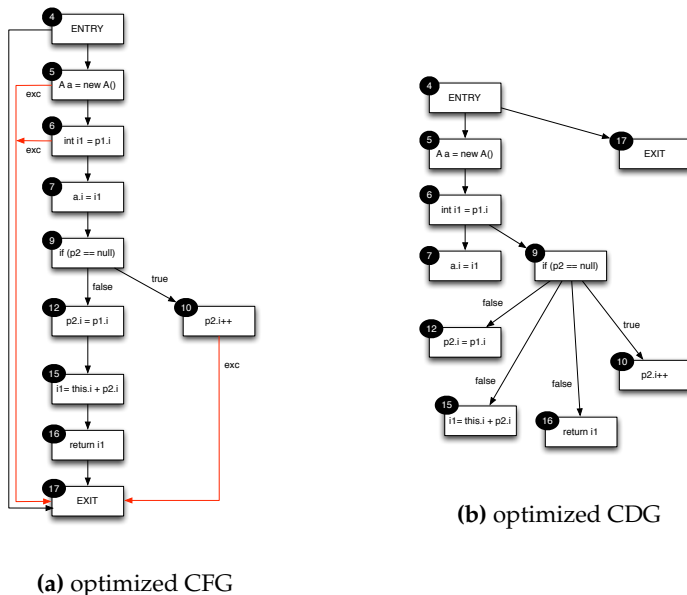 4
ENTRY
5
A a = new A()
exc
6
int i1 = p1.i
exc
7
a.i = i1
9
if (p2 == null)
false
true
12
p2.i = p1.i
10
p2.i++
exc
15
i1= this.i + p2.i
16
return i1
17
EXIT
(a) optimized CFG
4
ENTRY
17
EXIT
5
A a = new A()
6
int i1 = p1.i
7
a.i = i1
9
if (p2 == null)
false
12
p2.i = p1.i
true
10
p2.i++
false
15
i1= this.i + p2.i
false
16
return i1
(b) optimized CDG